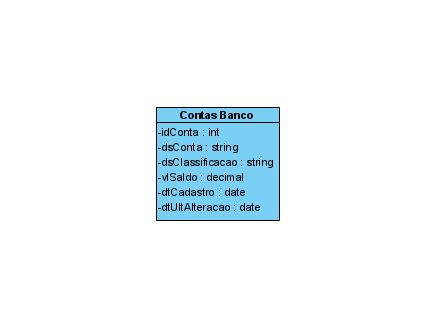 Contas Banco
-idConta : int
-dsConta : string
-dsClassificacao : string
-vlSaldo : decimal
-dtCadastro : date
-dtUltAlteracao : date